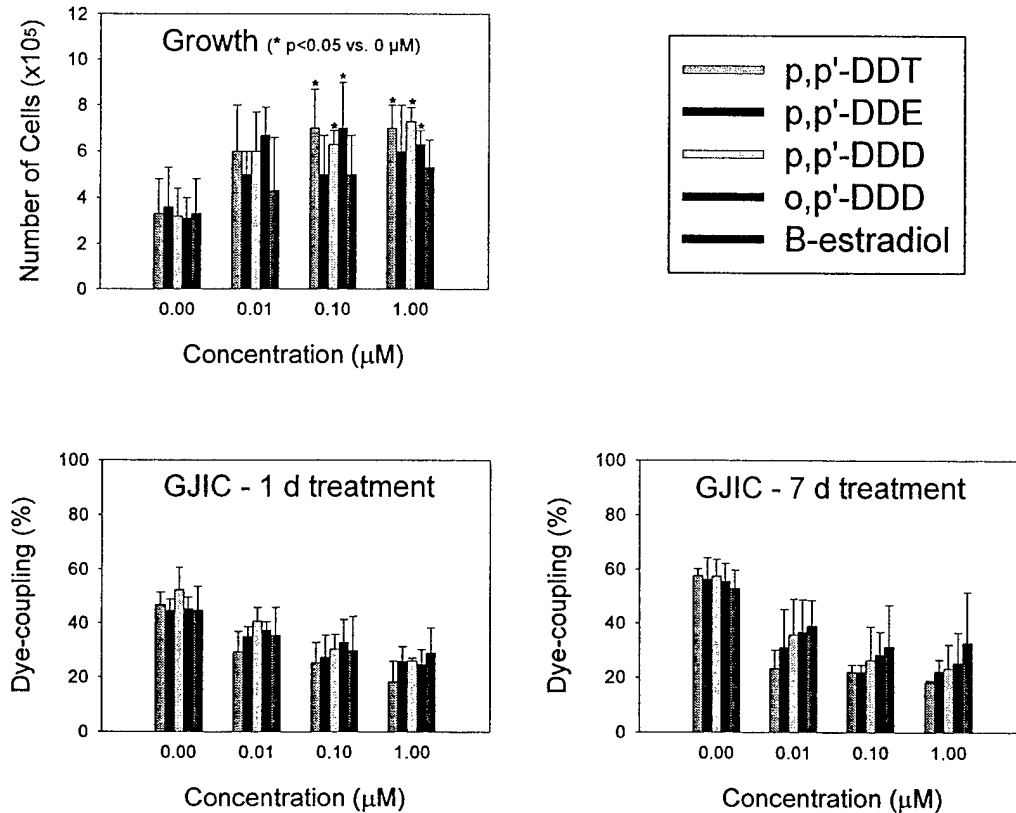 Growth (* p<0.05 vs. 0 µM)
Number of Cells (x10⁵)
12
10
8
6
4
2
0
* * * * * *
0.00 0.01 0.10 1.00
Concentration (µM)
p,p'-DDT
p,p'-DDE
p,p'-DDD
o,p'-DDD
B-estradiol
GJIC - 1 d treatment
Dye-coupling (%)
100
80
60
40
20
0
0.00 0.01 0.10 1.00
Concentration (µM)
GJIC - 7 d treatment
Dye-coupling (%)
100
80
60
40
20
0
0.00 0.01 0.10 1.00
Concentration (µM)